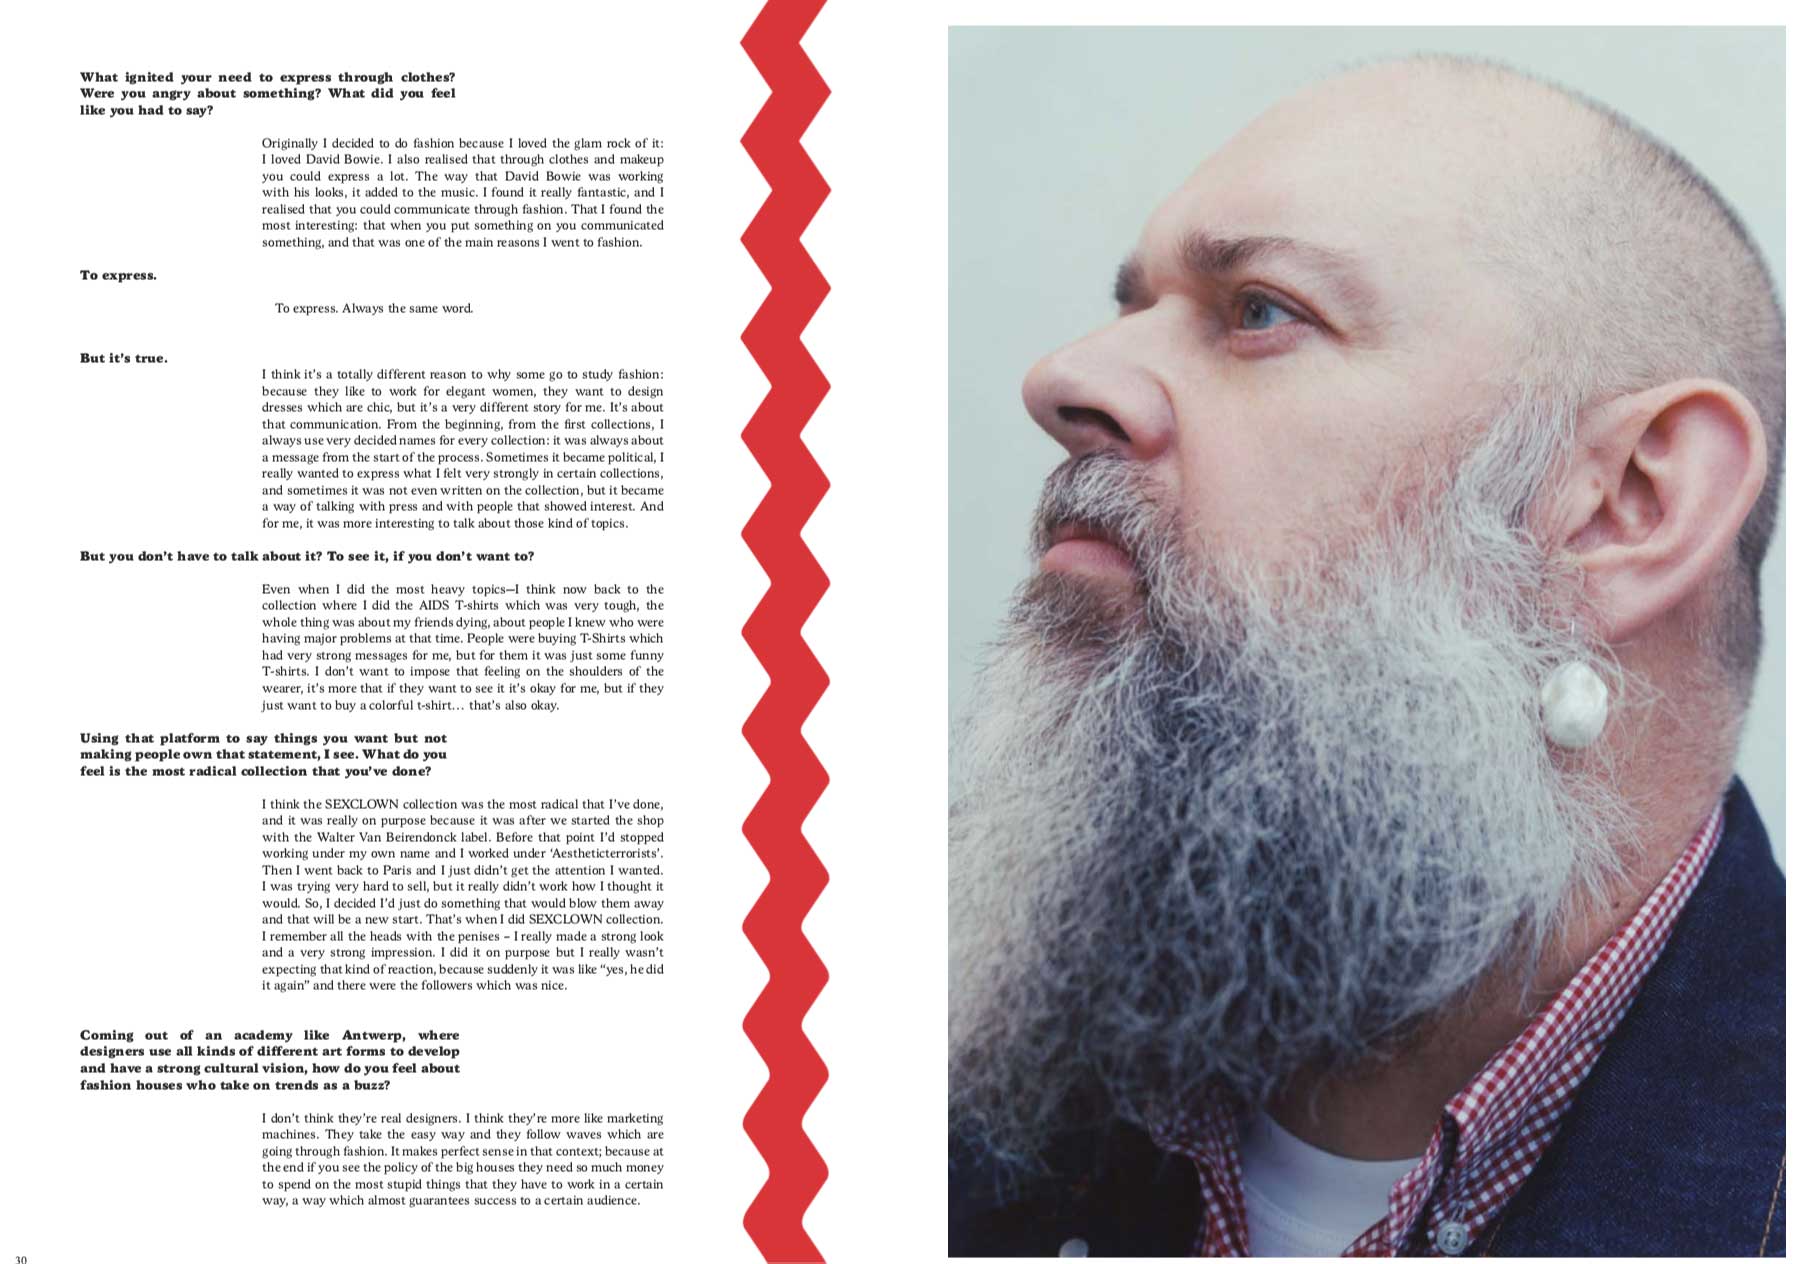 What ignited your need to express through clothes?
Were you angry about something? What did you feel
like you had to say?
Originally I decided to do fashion because I loved the glam rock of it:
I loved David Bowie. I also realised that through clothes and makeup
you could express a lot. The way that David Bowie was working
with his looks, it added to the music. I found it really fantastic, and I
realised that you could communicate through fashion. That I found the
most interesting: that when you put something on you communicated
something, and that was one of the main reasons I went to fashion.
To express.
To express. Always the same word.
But it's true.
I think it's a totally different reason to why some go to study fashion:
because they like to work for elegant women, they want to design
dresses which are chic, but it's a very different story for me. It's about
that communication. From the beginning, from the first collections, I
always use very decided names for every collection: it was always about
a message from the start of the process. Sometimes it became political, I
really wanted to express what I felt very strongly in certain collections,
and sometimes it was not even written on the collection, but it became
a way of talking with press and with people that showed interest. And
for me, it was more interesting to talk about those kind of topics.
But you don't have to talk about it? To see it, if you don't want to?
Even when I did the most heavy topics—I think now back to the
collection where I did the AIDS T-shirts which was very tough, the
whole thing was about my friends dying, about people I knew who were
having major problems at that time. People were buying T-Shirts which
had very strong messages for me, but for them it was just some funny
T-shirts. I don't want to impose that feeling on the shoulders of the
wearer, it's more that if they want to see it it's okay for me, but if they
just want to buy a colorful t-shirt… that's also okay.
Using that platform to say things you want but not
making people own that statement, I see. What do you
feel is the most radical collection that you've done?
I think the SEXCLOWN collection was the most radical that I've done,
and it was really on purpose because it was after we started the shop
with the Walter Van Beirendonck label. Before that point I'd stopped
working under my own name and I worked under 'Aestheticterrorists'.
Then I went back to Paris and I just didn't get the attention I wanted.
I was trying very hard to sell, but it really didn't work how I thought it
would. So, I decided I'd just do something that would blow them away
and that will be a new start. That's when I did SEXCLOWN collection.
I remember all the heads with the penises – I really made a strong look
and a very strong impression. I did it on purpose but I really wasn't
expecting that kind of reaction, because suddenly it was like "yes, he did
it again" and there were the followers which was nice.
Coming out of an academy like Antwerp, where
designers use all kinds of different art forms to develop
and have a strong cultural vision, how do you feel about
fashion houses who take on trends as a buzz?
I don't think they're real designers. I think they're more like marketing
machines. They take the easy way and they follow waves which are
going through fashion. It makes perfect sense in that context; because at
the end if you see the policy of the big houses they need so much money
to spend on the most stupid things that they have to work in a certain
way, a way which almost guarantees success to a certain audience.
30